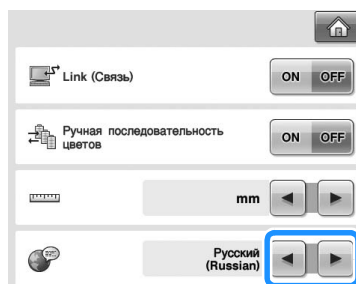 Link (Связь)
ON OFF
Ручная последовательность
цветов
ON OFF
mm
Русский
(Russian)